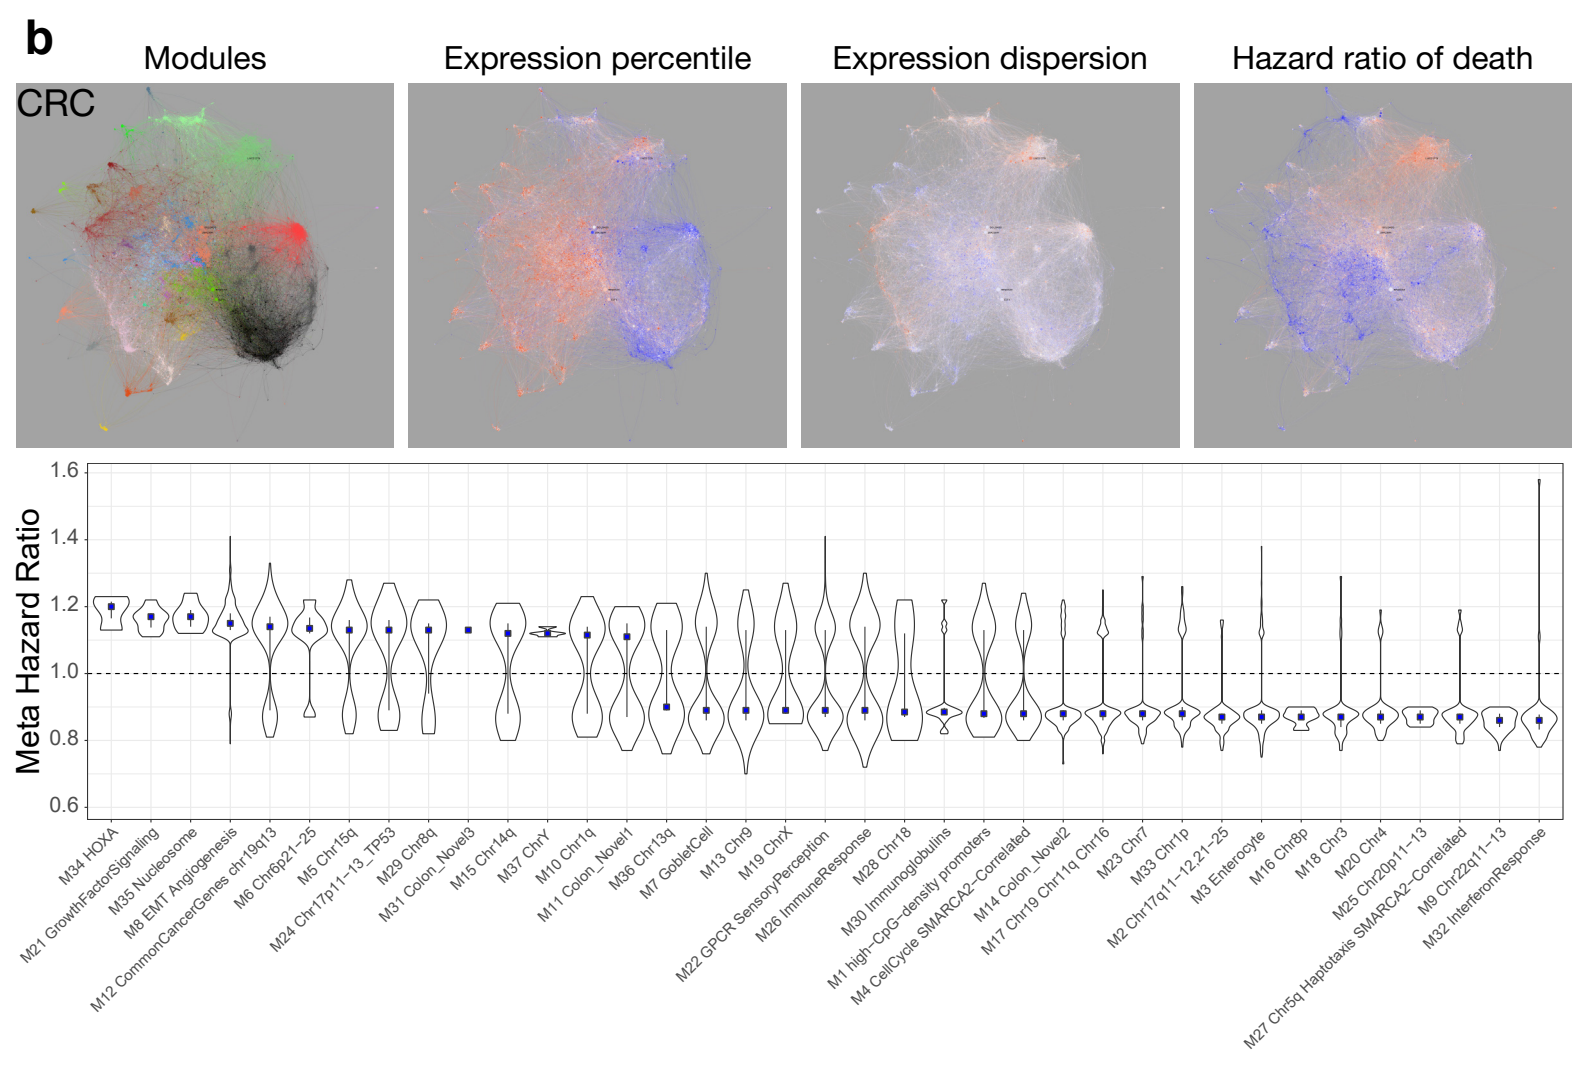 b
Modules
Expression percentile
Expression dispersion
Hazard ratio of death
CRC
Meta Hazard Ratio
1.6
1.4
1.2
1.0
0.8
0.6
M34 HOXA
M21 GrowthFactorSignaling
M35 Nucleosome
M8 EMT Angiogenesis
M12 CommonCancerGenes chr19q13
M6 Chr6p21−25
M5 Chr15q
M24 Chr17p11−13_TP53
M29 Chr8q
M31 Colon_Novel3
M15 Chr14q
M37 ChrY
M10 Chr1q
M11 Colon_Novel1
M36 Chr13q
M7 GobletCell
M13 Chr9
M19 ChrX
M22 GPCR SensoryPerception
M26 ImmuneResponse
M28 Chr18
M30 Immunoglobulins
M1 high−CpG−density promoters
M4 CellCycle SMARCA2−Correlated
M14 Colon_Novel2
M17 Chr19 Chr11q Chr16
M23 Chr7
M33 Chr1p
M2 Chr17q11−12,21−25
M3 Enterocyte
M16 Chr8p
M18 Chr3
M20 Chr4
M25 Chr20p11−13
M27 Chr5q Haptotaxis SMARCA2−Correlated
M9 Chr22q11−13
M32 InterferonResponse